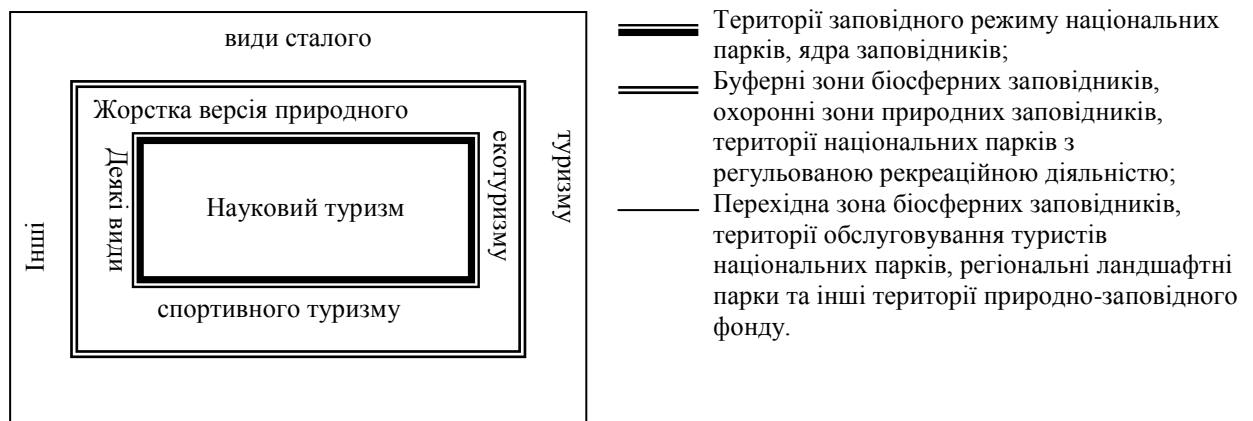 види сталого
Жорстка версія природного
екотуризму
туризму
Деякі види
Науковий туризм
Інші
спортивного туризму
Території заповідного режиму національних
парків, ядра заповідників;
Буферні зони біосферних заповідників,
охоронні зони природних заповідників,
території національних парків з
регульованою рекреаційною діяльністю;
Перехідна зона біосферних заповідників,
території обслуговування туристів
національних парків, регіональні ландшафтні
парки та інші території природно-заповідного
фонду.